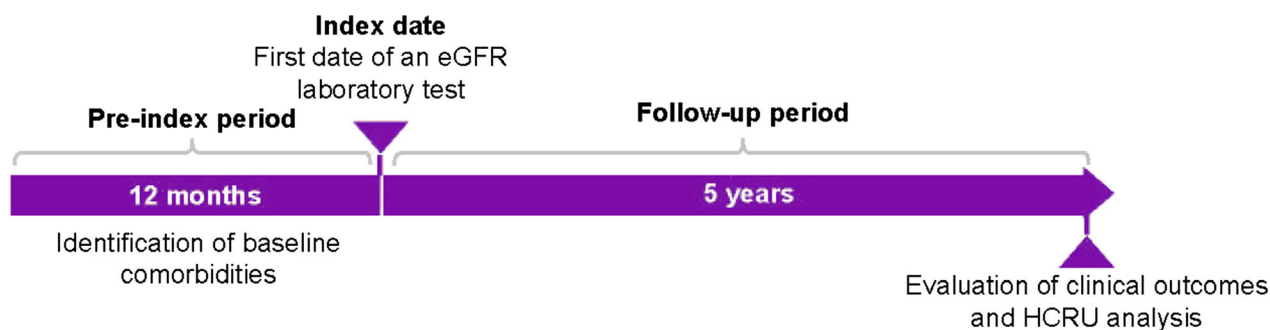 Index date
First date of an eGFR
laboratory test
Pre-index period
Follow-up period
12 months
5 years
Identification of baseline
comorbidities
Evaluation of clinical outcomes
and HCRU analysis